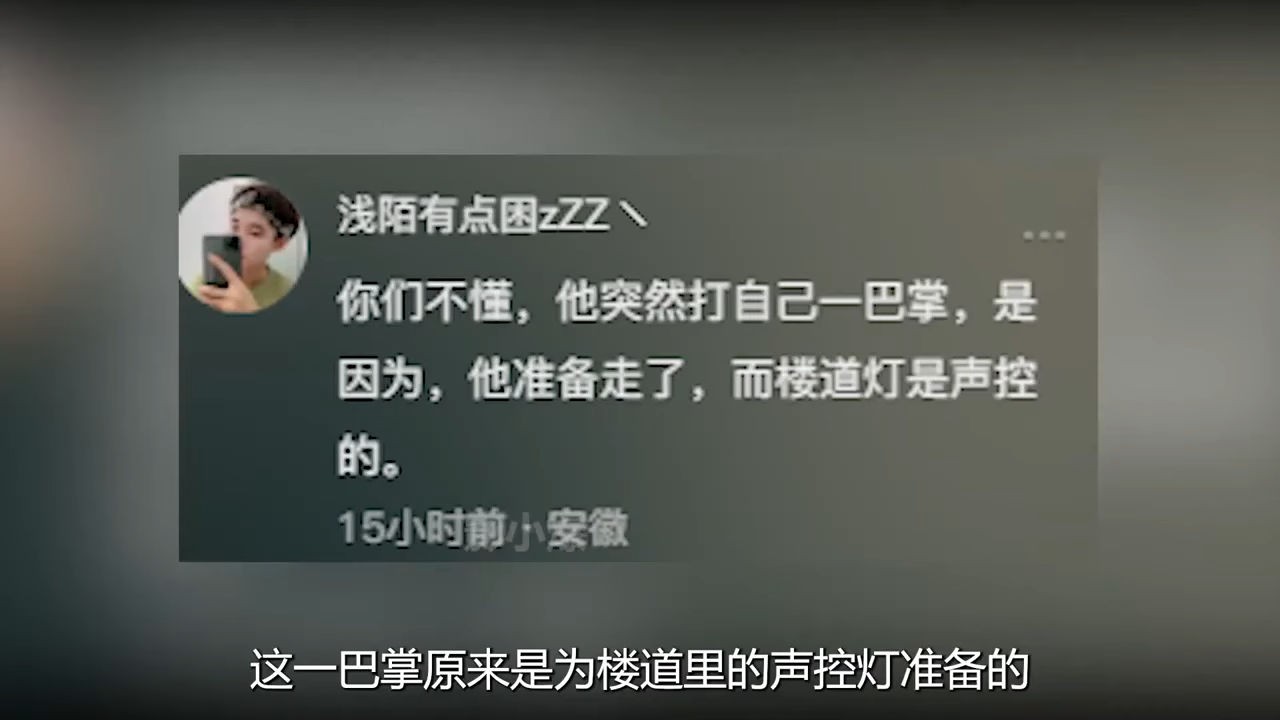 浅陌有点困zZZ＼
你们不懂，他突然打自己一巴掌，是
因为，他准备走了，而楼道灯是声控
的。
15小时前 · 安徽
这一巴掌原来是为楼道里的声控灯准备的